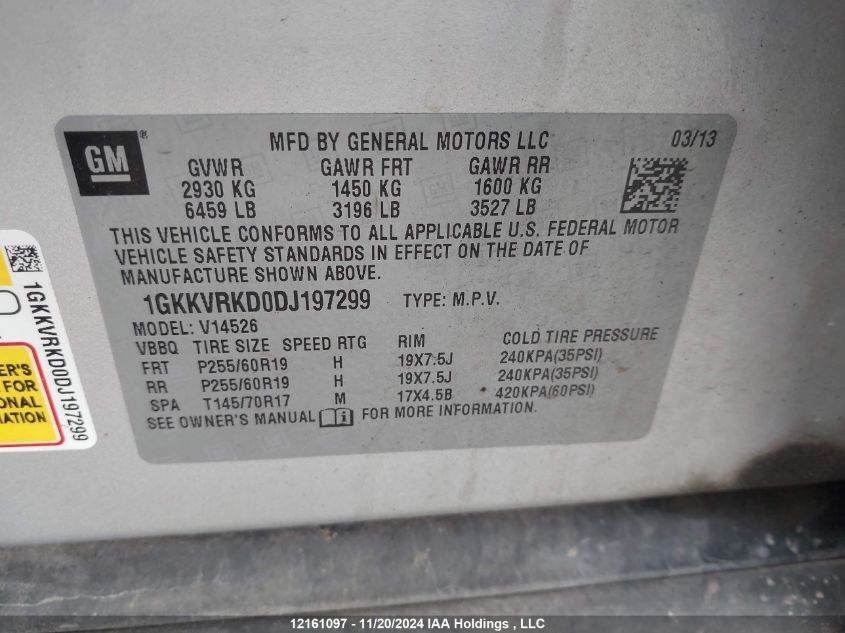 GM ® MFD BY GENERAL MOTORS LLC 03/13
GVWR GAWR FRT GAWR RR
2930 KG 1450 KG 1600 KG
6459 LB 3196 LB 3527 LB
THIS VEHICLE CONFORMS TO ALL APPLICABLE U.S. FEDERAL MOTOR
VEHICLE SAFETY STANDARDS IN EFFECT ON THE DATE OF
MANUFACTURE SHOWN ABOVE.
1GKKVRKD0DJ197299 TYPE: M.P.V.
MODEL: V14526
VBBQ TIRE SIZE SPEED RTG RIM COLD TIRE PRESSURE
FRT P255/60R19 H 19X7.5J 240KPA(35PSI)
RR P255/60R19 H 19X7.5J 240KPA(35PSI)
SPA T145/70R17 M 17X4.5B 420KPA(60PSI)
SEE OWNER'S MANUAL i FOR MORE INFORMATION.
1GKKVRKD0DJ197299
ER'S
FOR
ONAL
ATION
12161097 - 11/20/2024 IAA Holdings , LLC